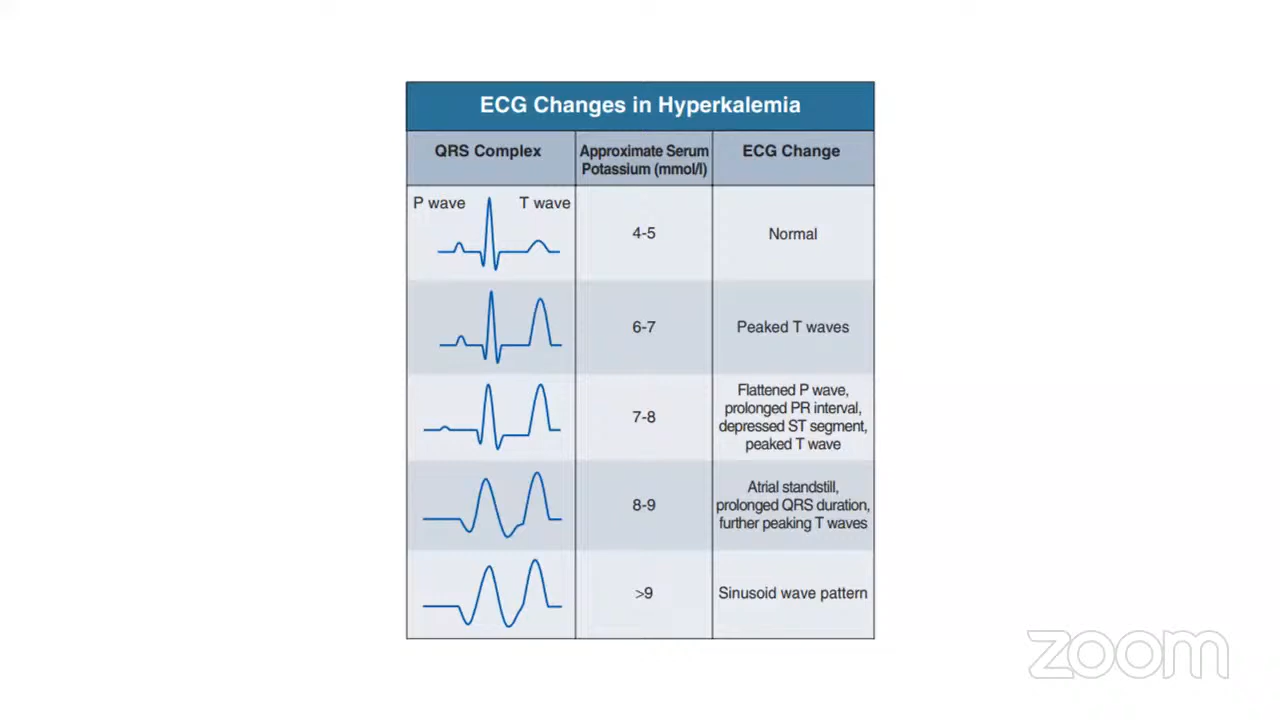 ECG Changes in Hyperkalemia
QRS Complex
Approximate Serum
Potassium (mmol/l)
ECG Change
P wave
T wave
4-5
Normal
6-7
Peaked T waves
7-8
Flattened P wave,
prolonged PR interval,
depressed ST segment,
peaked T wave
8-9
Atrial standstill,
prolonged QRS duration,
further peaking T waves
>9
Sinusoid wave pattern
zoom